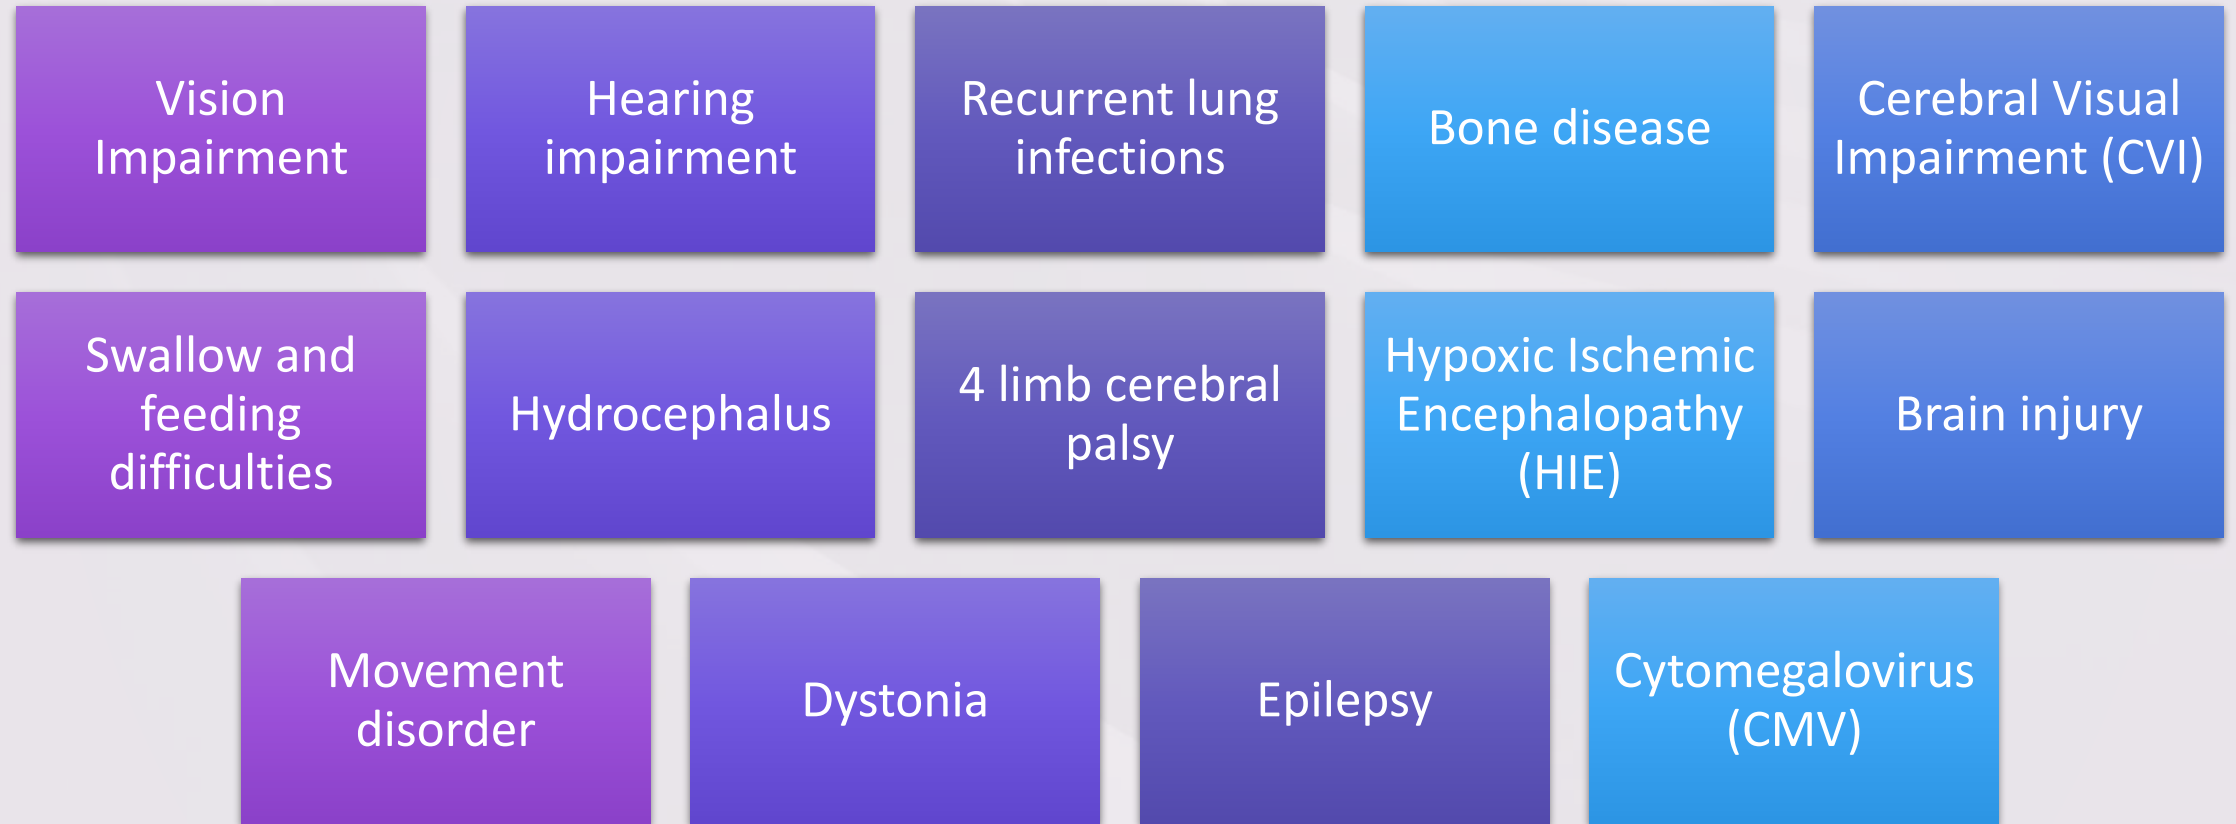 Vision
Impairment
Hearing
impairment
Recurrent lung
infections
Bone disease
Cerebral Visual
Impairment (CVI)
Swallow and
feeding
difficulties
Hydrocephalus
4 limb cerebral
palsy
Hypoxic Ischemic
Encephalopathy
(HIE)
Brain injury
Movement
disorder
Dystonia
Epilepsy
Cytomegalovirus
(CMV)